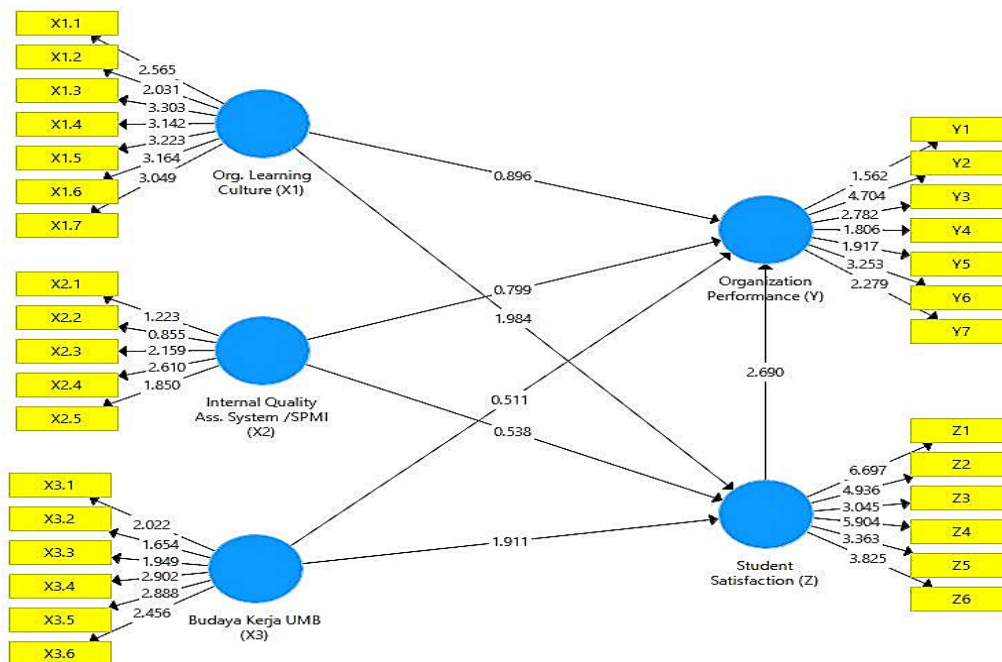 X1.1
X1.2
X1.3
X1.4
X1.5
X1.6
X1.7
2.565
2.031
3.303
3.142
3.223
3.164
3.049
Org. Learning
Culture (X1)
X2.1
X2.2
X2.3
X2.4
X2.5
1.223
0.855
2.159
2.610
1.850
Internal Quality
Ass. System /SPMI
(X2)
X3.1
X3.2
X3.3
X3.4
X3.5
X3.6
2.022
1.654
1.949
2.902
2.888
2.456
Budaya Kerja UMB
(X3)
0.896
0.799
1.984
0.511
0.538
1.911
2.690
Organization
Performance (Y)
1.562
4.704
2.782
1.806
1.917
3.253
2.279
Y1
Y2
Y3
Y4
Y5
Y6
Y7
Student
Satisfaction (Z)
6.697
4.936
3.045
5.904
3.363
3.825
Z1
Z2
Z3
Z4
Z5
Z6